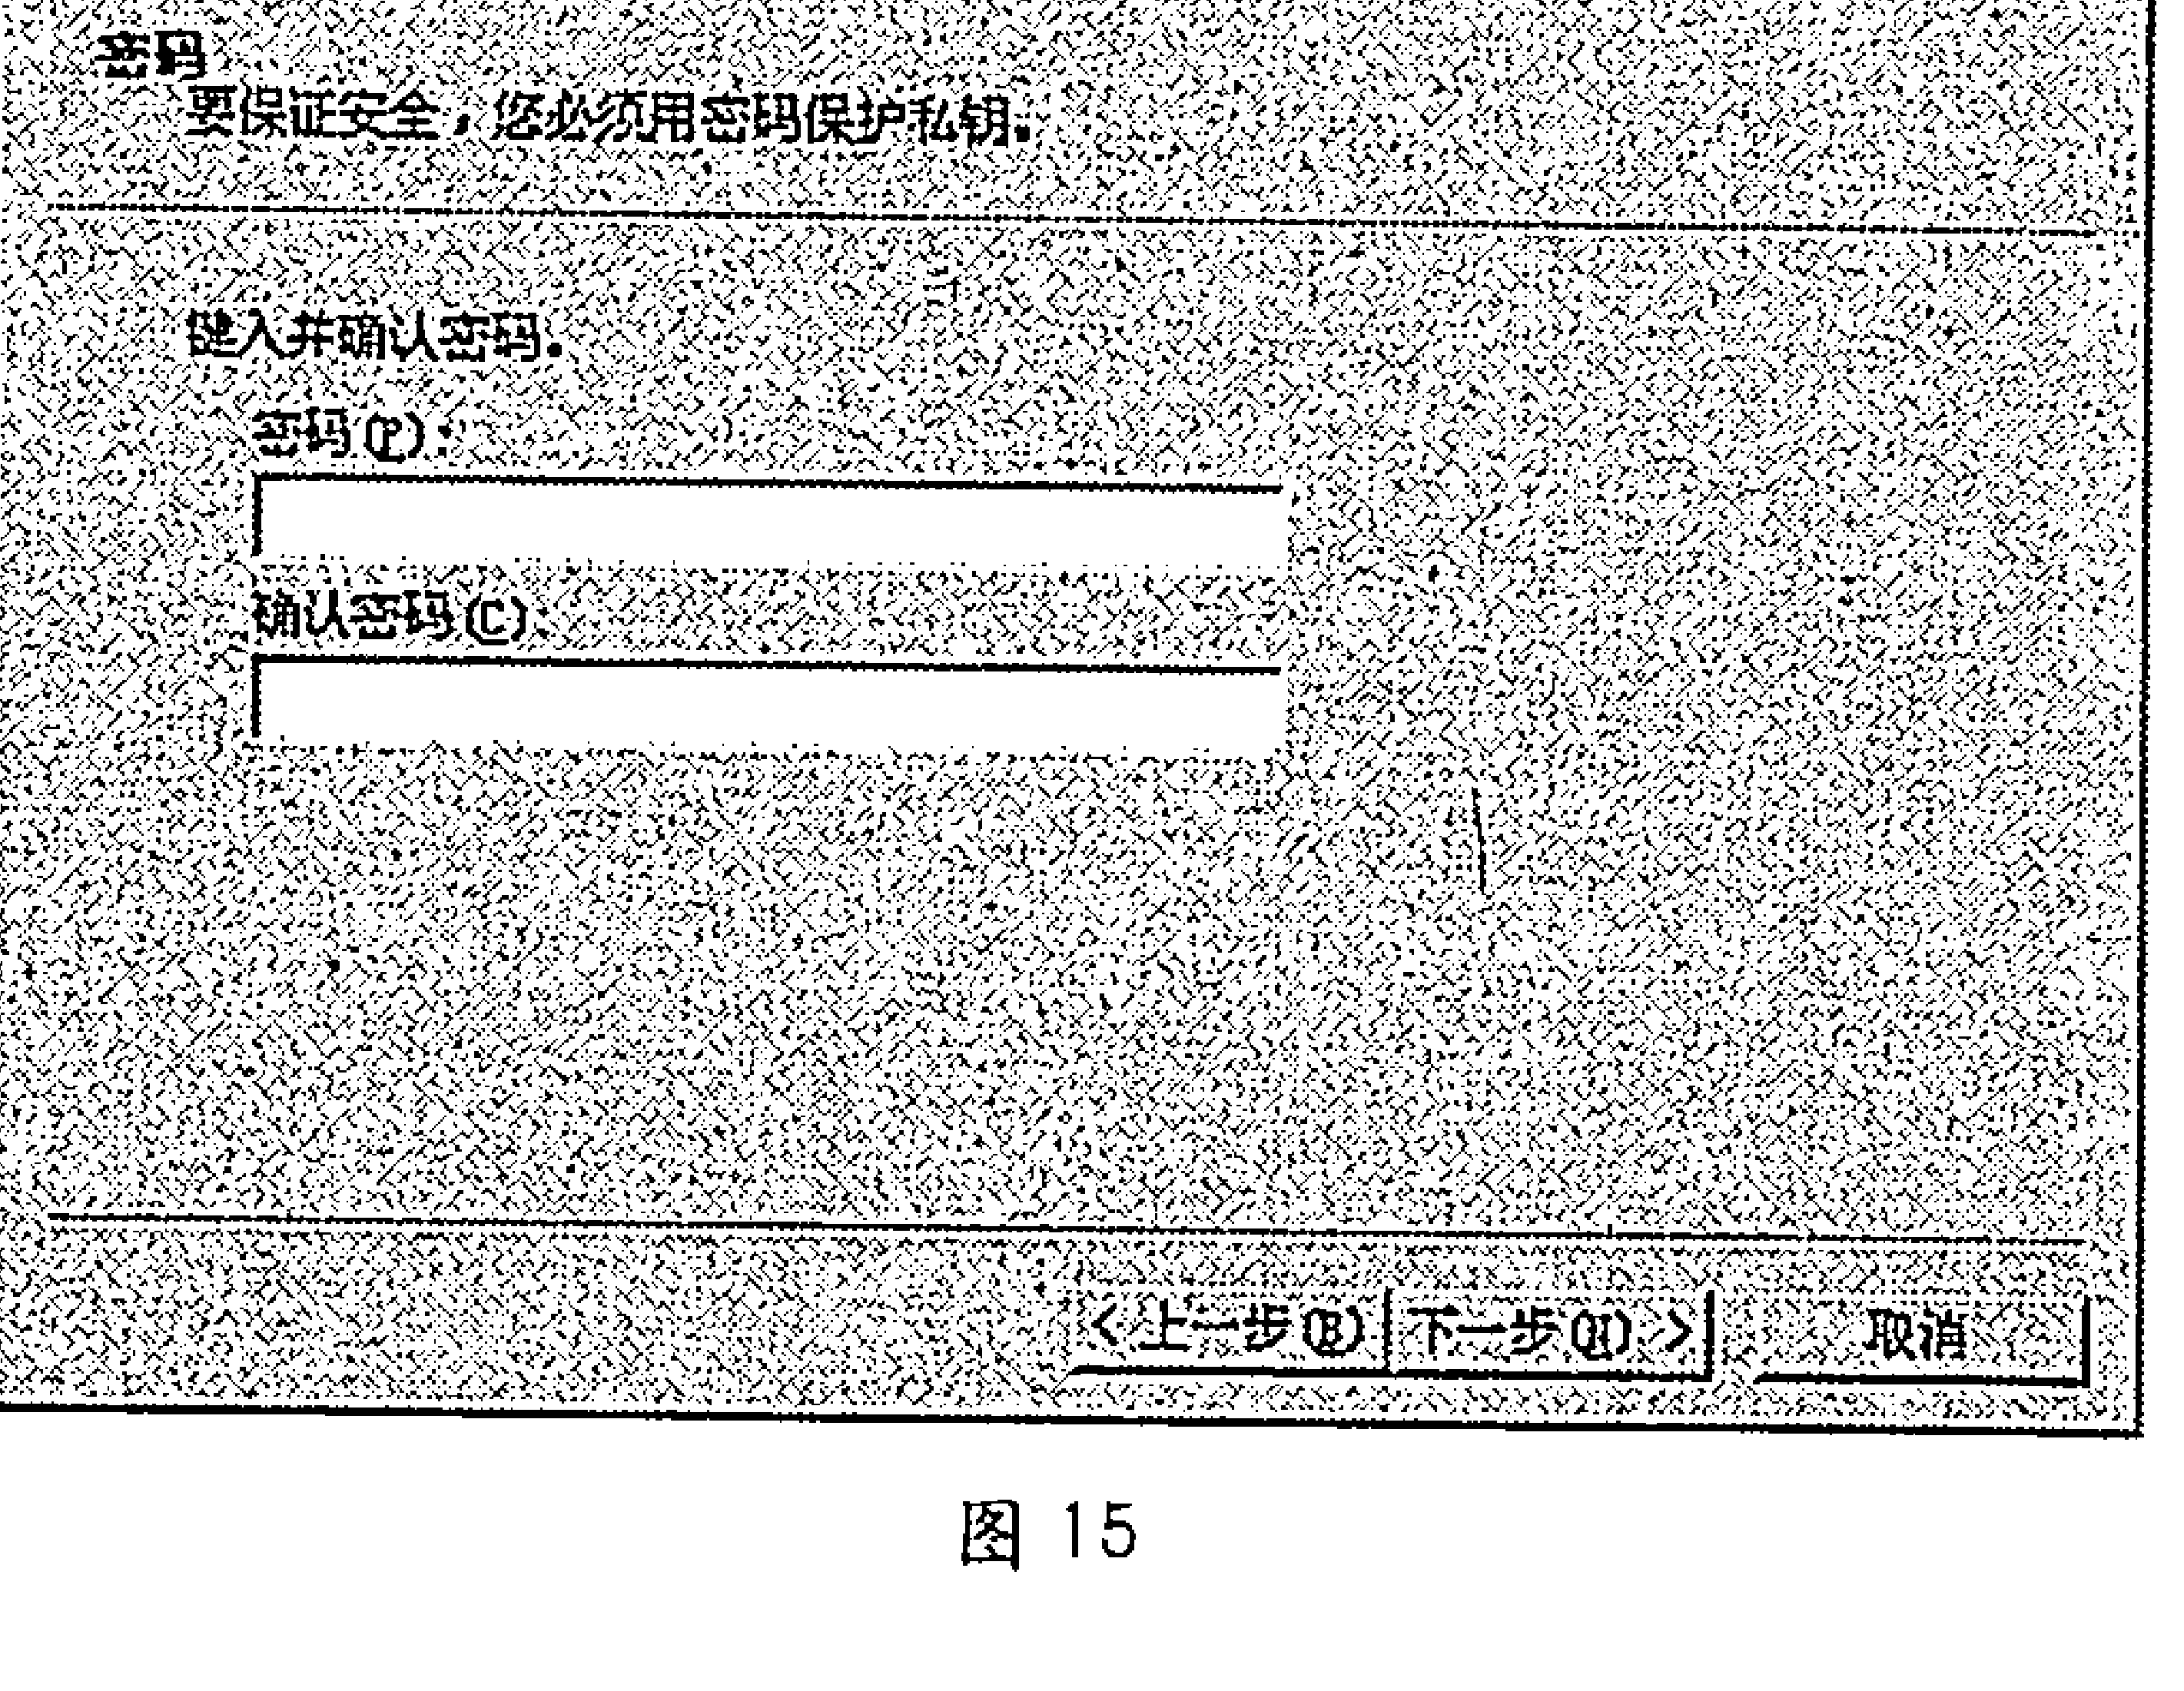 密码
要保证安全，您必须用密码保护私钥。
键入并确认密码。
密码(P):
确认密码(C):
< 上一步(B) 下一步(N) > 取消
图 15